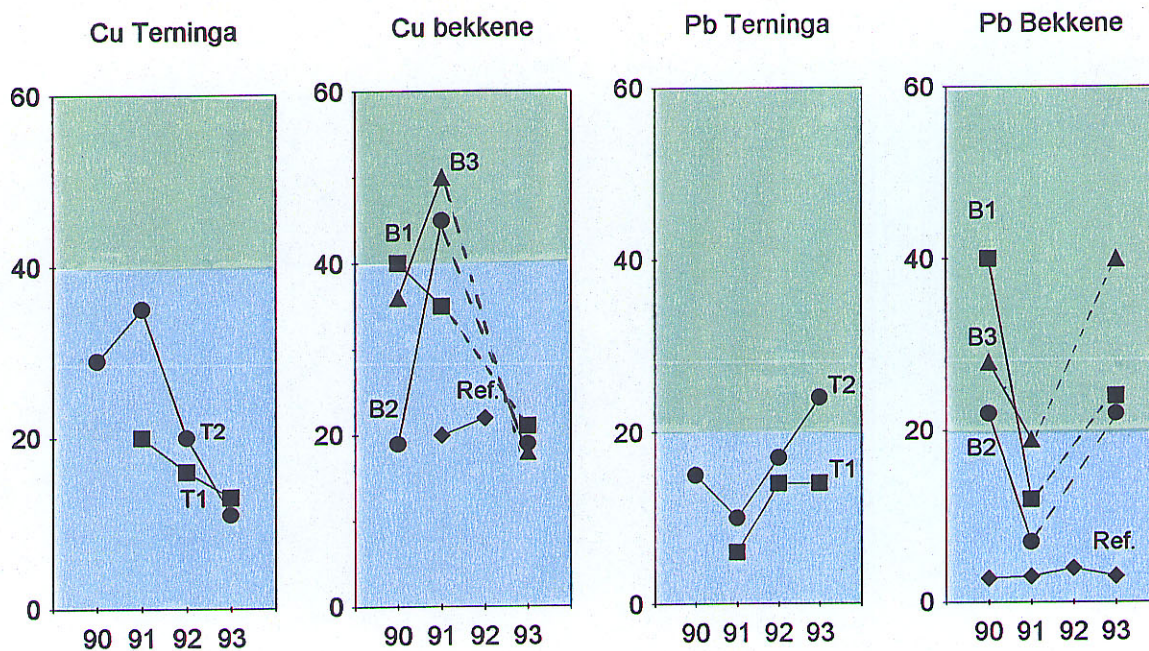 Cu Terninga
60
40
20
0
T2
T1
90 91 92 93
Cu bekkene
60
40
20
0
B3
B1
B2
Ref.
90 91 92 93
Pb Terninga
60
40
20
0
T2
T1
90 91 92 93
Pb Bekkene
60
40
20
0
B1
B3
B2
Ref.
90 91 92 93